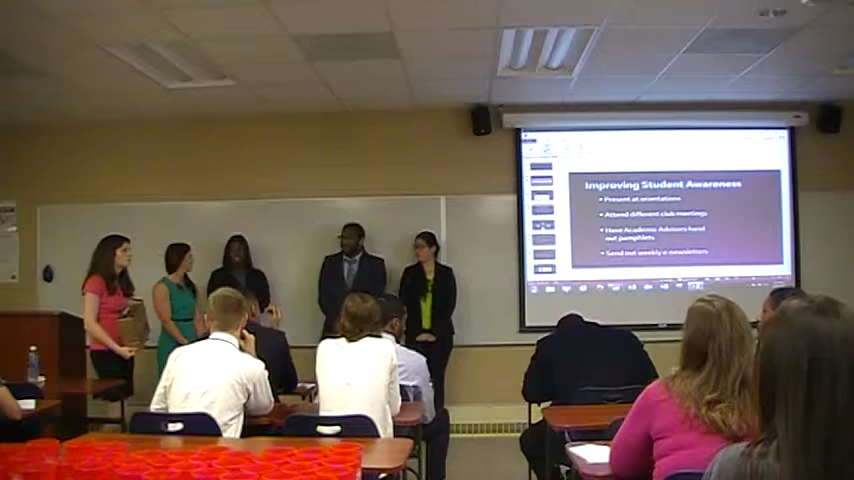 Improving Student Awareness
• Present at orientations
• Attend different club meetings
• Have Academic Advisors hand
out pamphlets
• Send out weekly e-newsletters